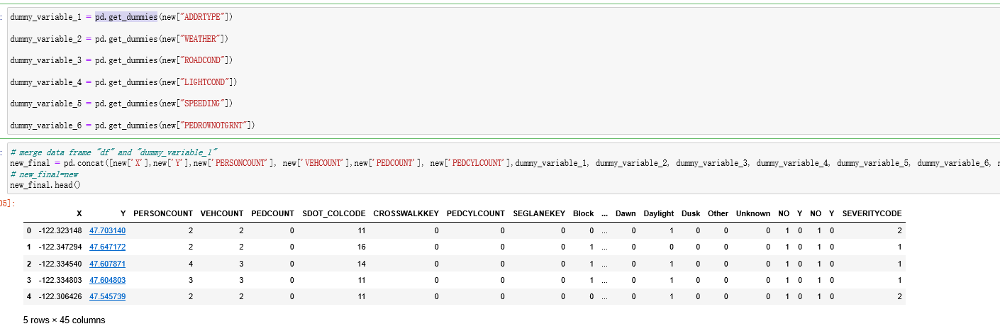 :
dummy_variable_1 = pd.get_dummies(new["ADDRTYPE"])
dummy_variable_2 = pd.get_dummies(new["WEATHER"])
dummy_variable_3 = pd.get_dummies(new["ROADCOND"])
dummy_variable_4 = pd.get_dummies(new["LIGHTCOND"])
dummy_variable_5 = pd.get_dummies(new["SPEEDING"])
dummy_variable_6 = pd.get_dummies(new["PEDROWNOTGRNT"])
:
# merge data frame "df" and "dummy_variable_1"
new_final = pd.concat([new['X'],new['Y'],new['PERSONCOUNT'], new['VEHCOUNT'],new['PEDCOUNT'], new['PEDCYLCOUNT'],dummy_variable_1, dummy_variable_2, dummy_variable_3, dummy_variable_4, dummy_variable_5, dummy_variable_6,
# new_final=new
new_final.head()
05]:
X Y PERSONCOUNT VEHCOUNT PEDCOUNT SDOT_COLCODE CROSSWALKKEY PEDCYLCOUNT SEGLANEKEY Block ... Dawn Daylight Dusk Other Unknown NO Y NO Y SEVERITYCODE
0 -122.323148 47.703140 2 2 0 11 0 0 0 0 ... 0 1 0 0 0 1 0 1 0 2
1 -122.347294 47.647172 2 2 0 16 0 0 0 1 ... 0 0 0 0 0 1 0 1 0 1
2 -122.334540 47.607871 4 3 0 14 0 0 0 1 ... 0 1 0 0 0 1 0 1 0 1
3 -122.334803 47.604803 3 3 0 11 0 0 0 1 ... 0 1 0 0 0 1 0 1 0 1
4 -122.306426 47.545739 2 2 0 11 0 0 0 0 ... 0 1 0 0 0 1 0 1 0 2
5 rows × 45 columns